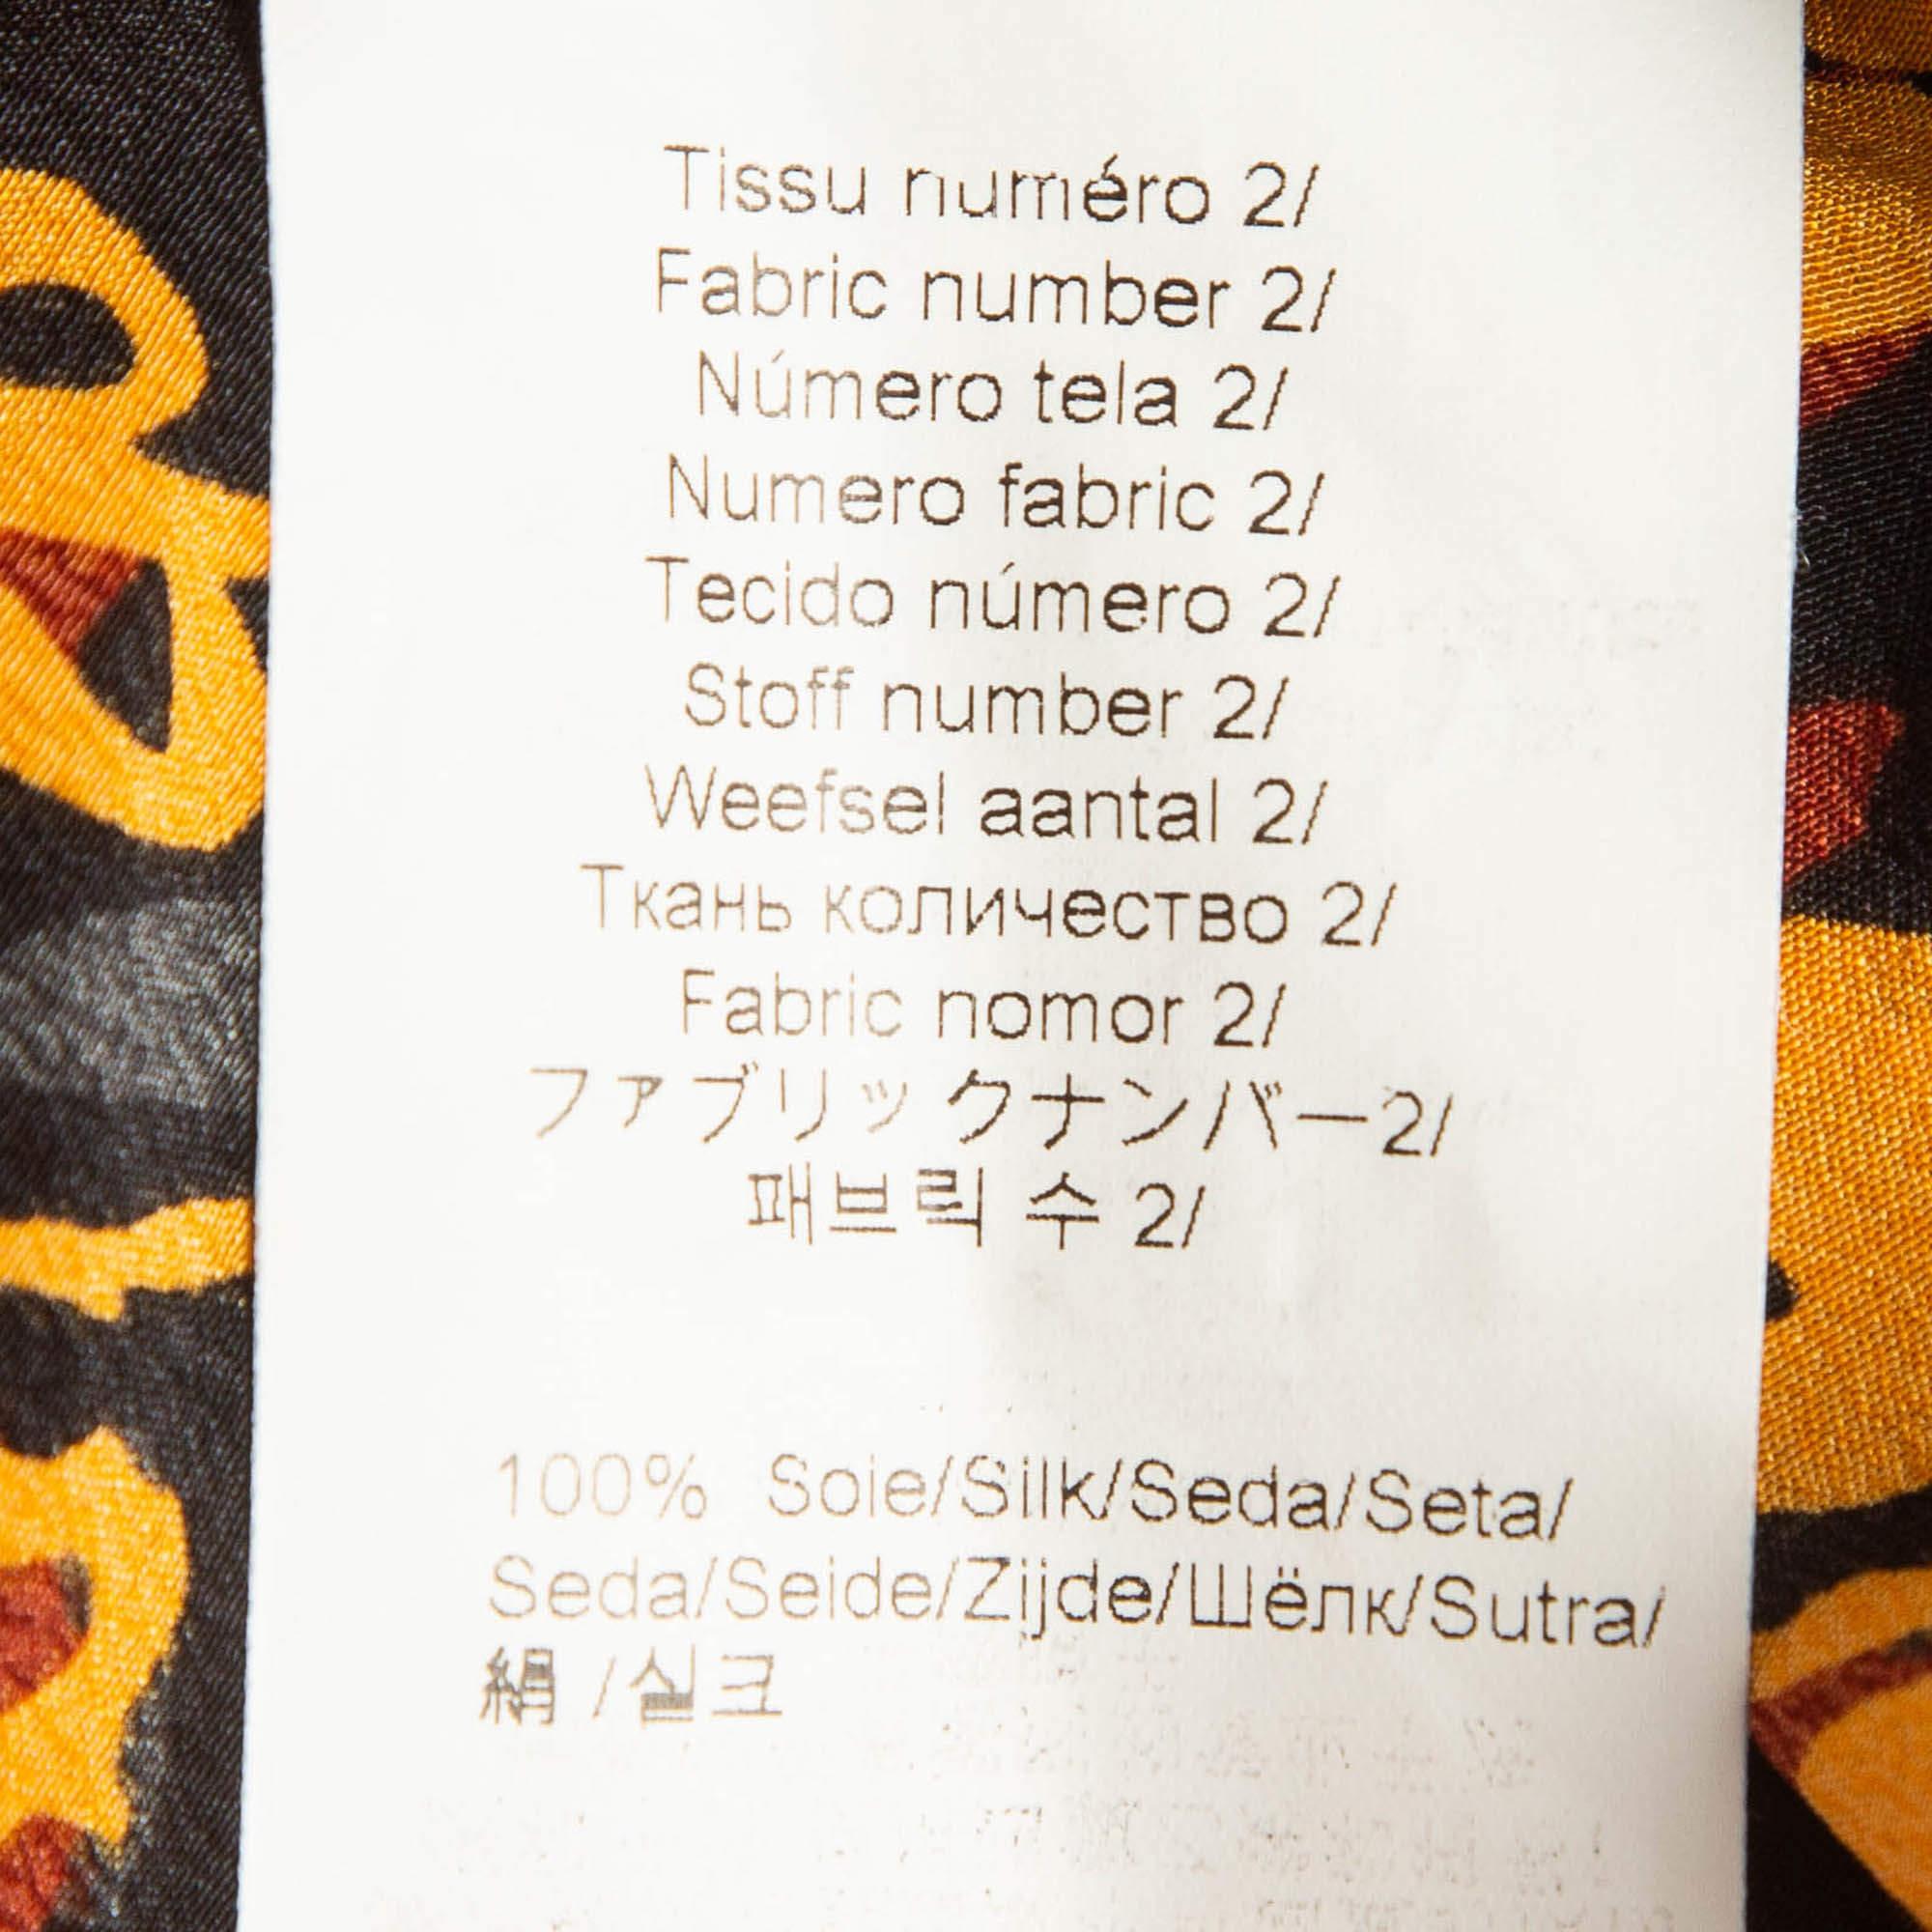 Tissu numéro 2/
Fabric number 2/
Número tela 2/
Numero fabric 2/
Tecido número 2/
Stoff number 2/
Weefsel aantal 2/
Ткань количество 2/
Fabric nomor 2/
ファブリックナンバー2/
패브릭 수 2/
100% Soie/Silk/Seda/Seta/
Seda/Seide/Zijde/Шёлк/Sutra/
絹 /실크